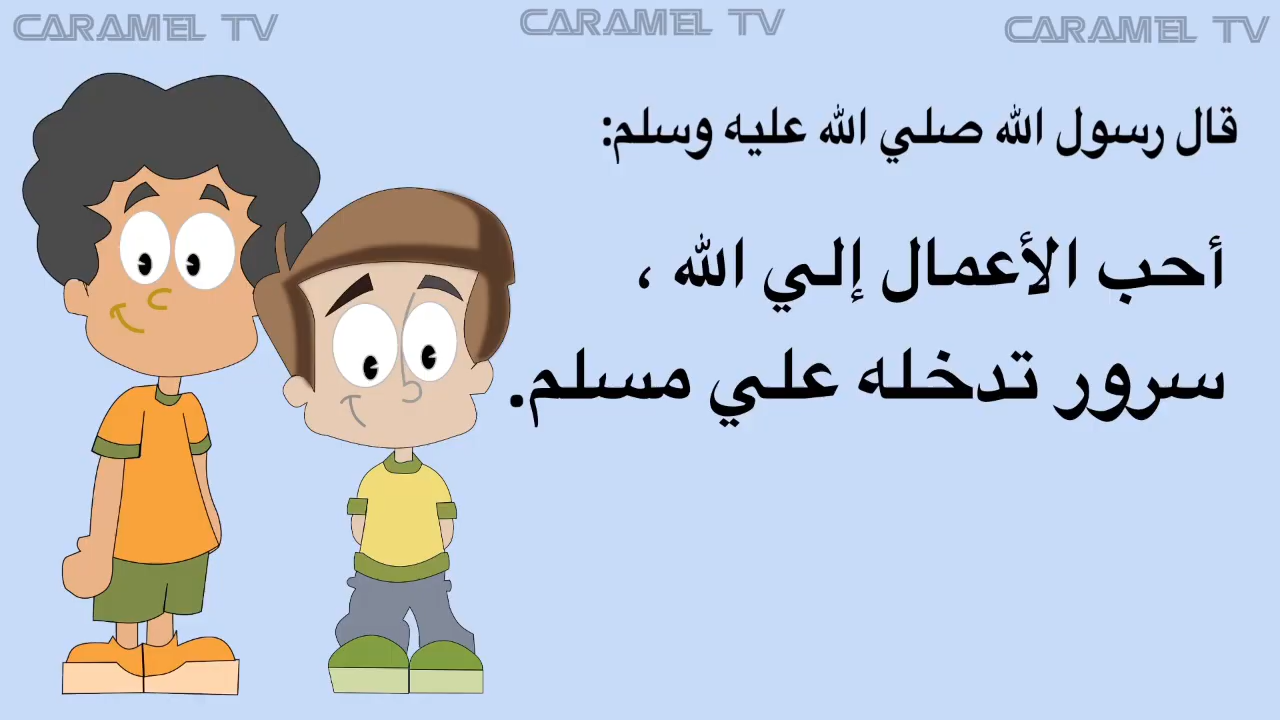 CARAMEL TV CARAMEL TV CARAMEL TV
قال رسول الله صلي الله عليه وسلم:
أحب الأعمال إلي الله ،
سرور تدخله علي مسلم.